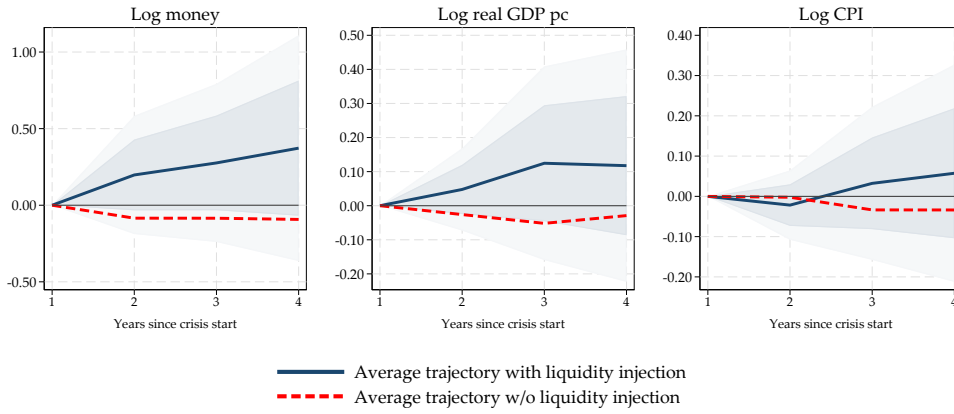 Log money
1.00
0.50
0.00
-0.50
1 2 3 4
Years since crisis start
Log real GDP pc
0.50
0.40
0.30
0.20
0.10
0.00
-0.10
-0.20
1 2 3 4
Years since crisis start
Log CPI
0.40
0.30
0.20
0.10
0.00
-0.10
-0.20
1 2 3 4
Years since crisis start
Average trajectory with liquidity injection
Average trajectory w/o liquidity injection